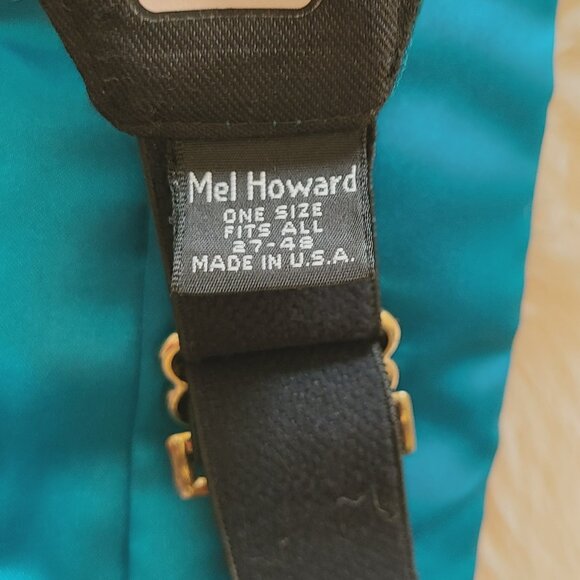 Mel Howard
ONE SIZE
FITS ALL
27-48
MADE IN U.S.A.